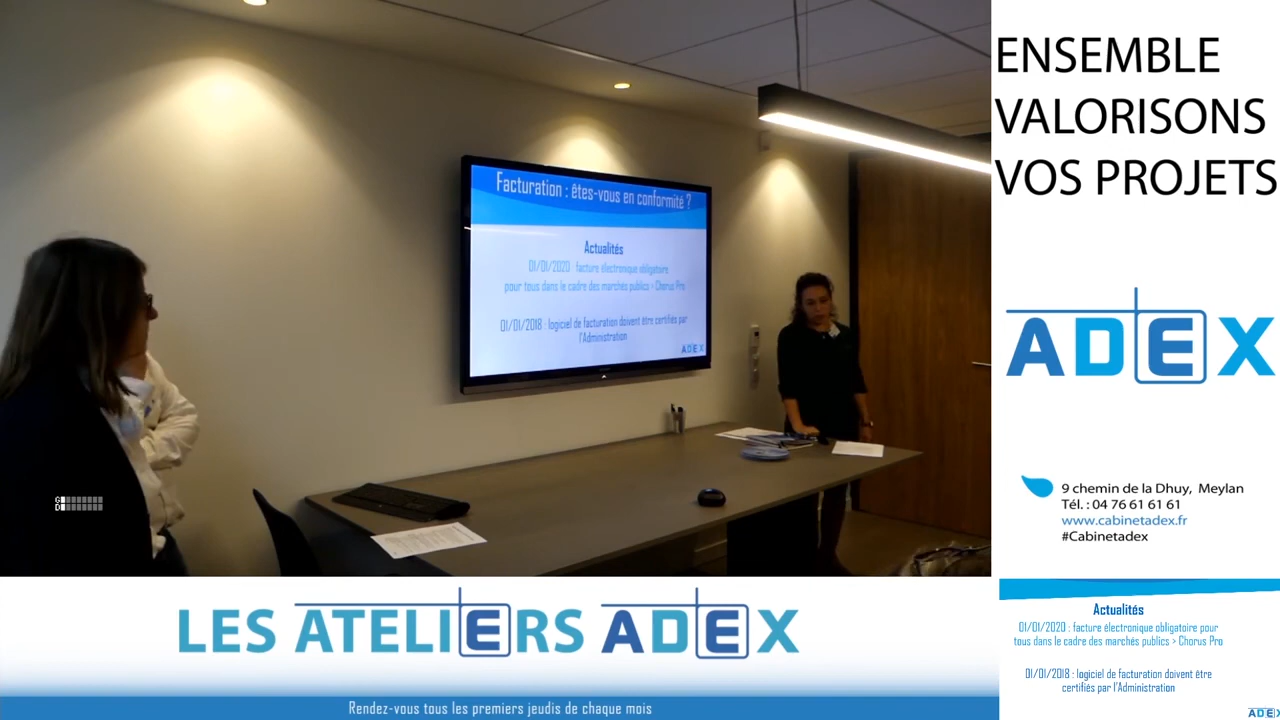 Facturation : êtes-vous en conformité ?
Actualités
01/01/2020 facture électronique obligatoire
pour tous dans le cadre des marchés publics > Chorus Pro
01/01/2018 : logiciel de facturation doivent être certifiés par
l'Administration
ADEX
G
D
ENSEMBLE
VALORISONS
VOS PROJETS
ADEX
9 chemin de la Dhuy, Meylan
Tél. : 04 76 61 61 61
www.cabinetadex.fr
#Cabinetadex
Actualités
01/01/2020 : facture électronique obligatoire pour
tous dans le cadre des marchés publics > Chorus Pro
01/01/2018 : logiciel de facturation doivent être
certifiés par l'Administration
ADEX
LES ATELIERS ADEX
Rendez-vous tous les premiers jeudis de chaque mois